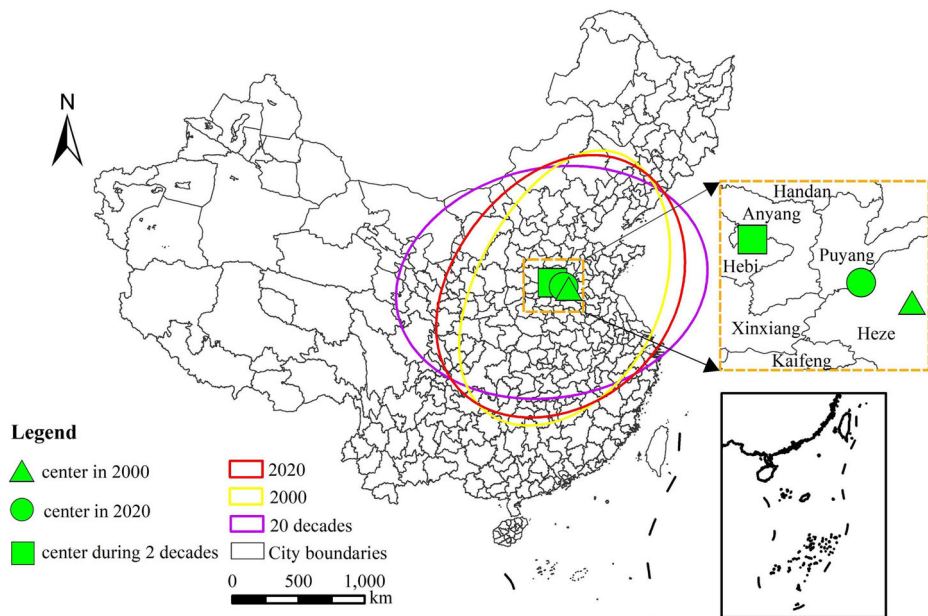 N
Handan
Anyang
Hebi
Puyang
Xinxiang
Heze
Kaifeng
Legend
center in 2000
center in 2020
center during 2 decades
2020
2000
20 decades
City boundaries
0 500 1,000
km